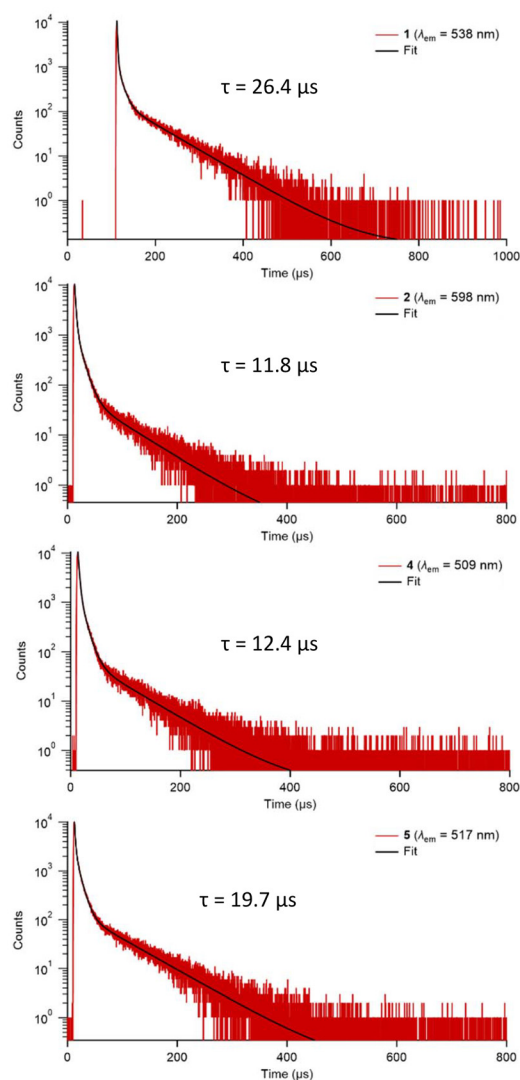 1 (λem = 538 nm)
Fit
τ = 26.4 µs
Counts
10⁴
10³
10²
10¹
10⁰
0 200 400 600 800 1000
Time (µs)
2 (λem = 598 nm)
Fit
τ = 11.8 µs
Counts
10⁴
10³
10²
10¹
10⁰
0 200 400 600 800
Time (µs)
4 (λem = 509 nm)
Fit
τ = 12.4 µs
Counts
10⁴
10³
10²
10¹
10⁰
0 200 400 600 800
Time (µs)
5 (λem = 517 nm)
Fit
τ = 19.7 µs
Counts
10⁴
10³
10²
10¹
10⁰
0 200 400 600 800
Time (µs)